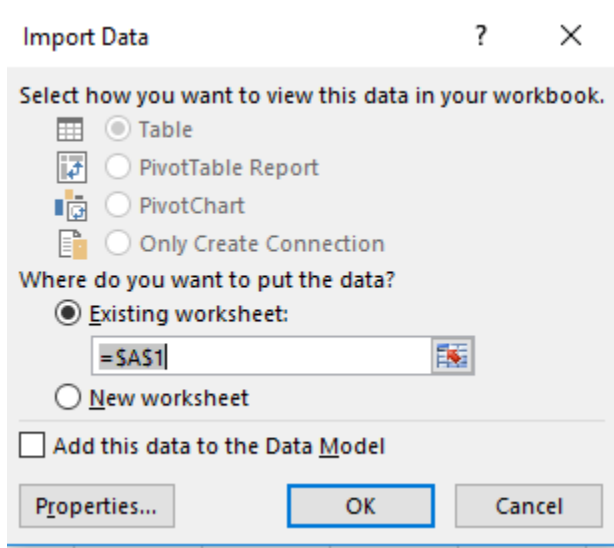 Import Data ?
Select how you want to view this data in your workbook.
Table
PivotTable Report
PivotChart
Only Create Connection
Where do you want to put the data?
Existing worksheet:
=$A$1
New worksheet
Add this data to the Data Model
Properties... OK Cancel